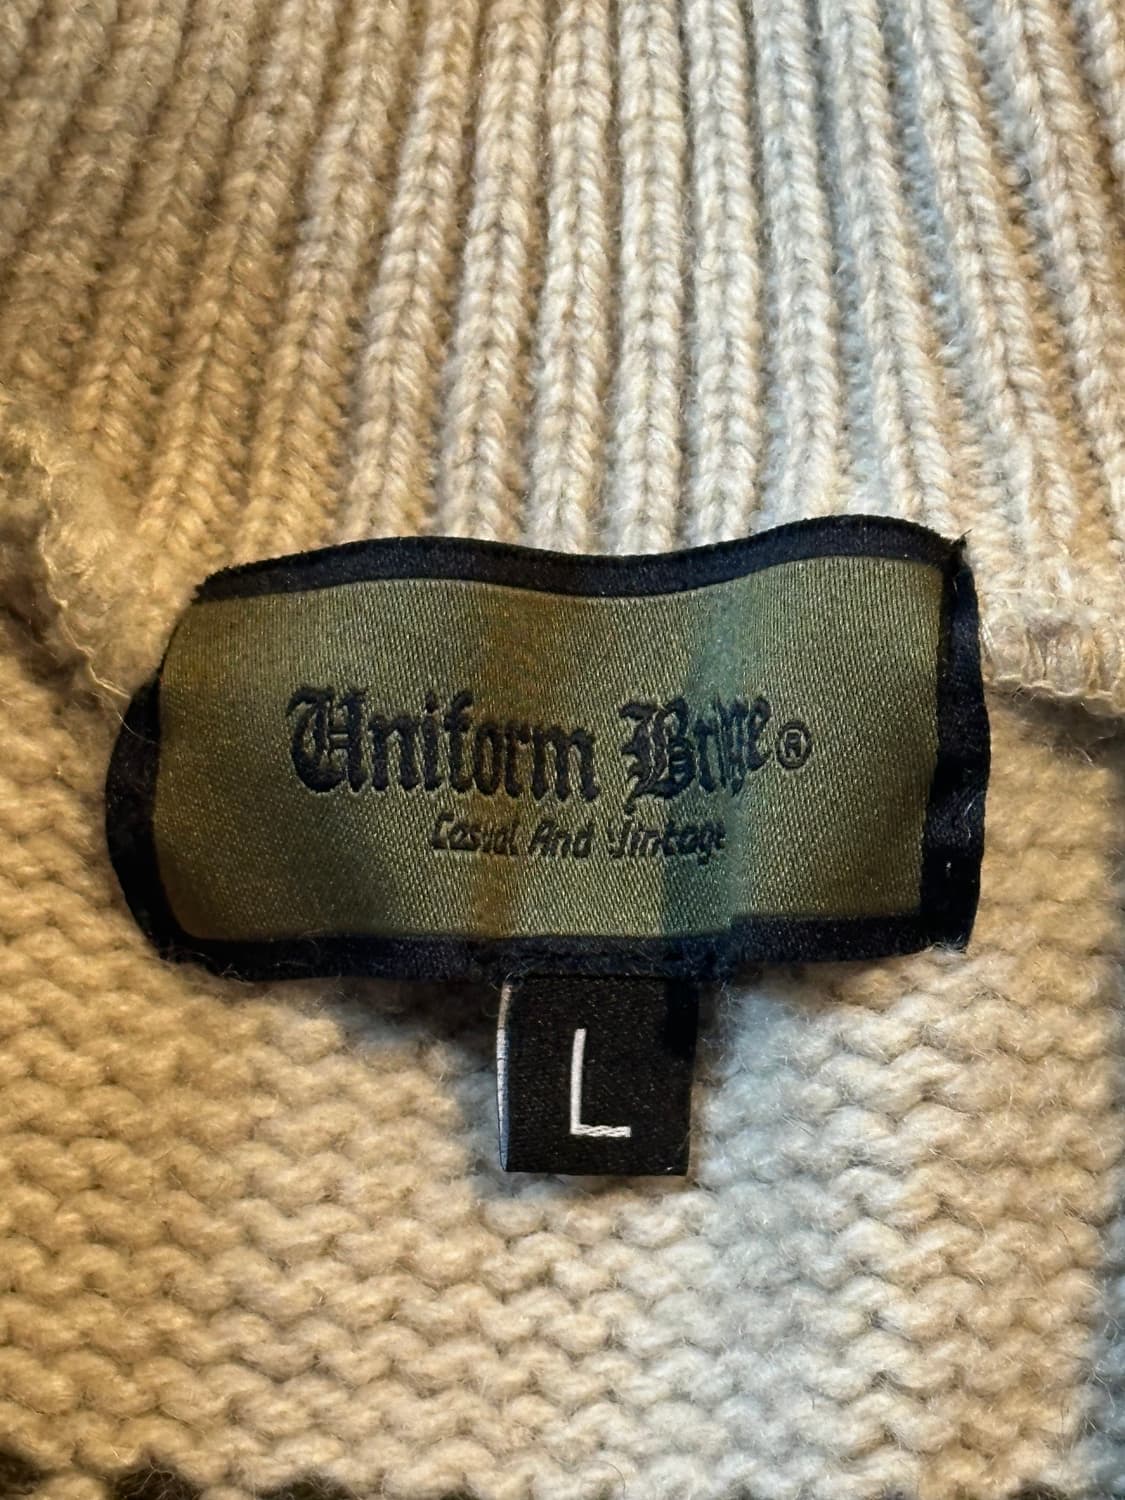 Uniform Bridge®
Casual And Vintage
L